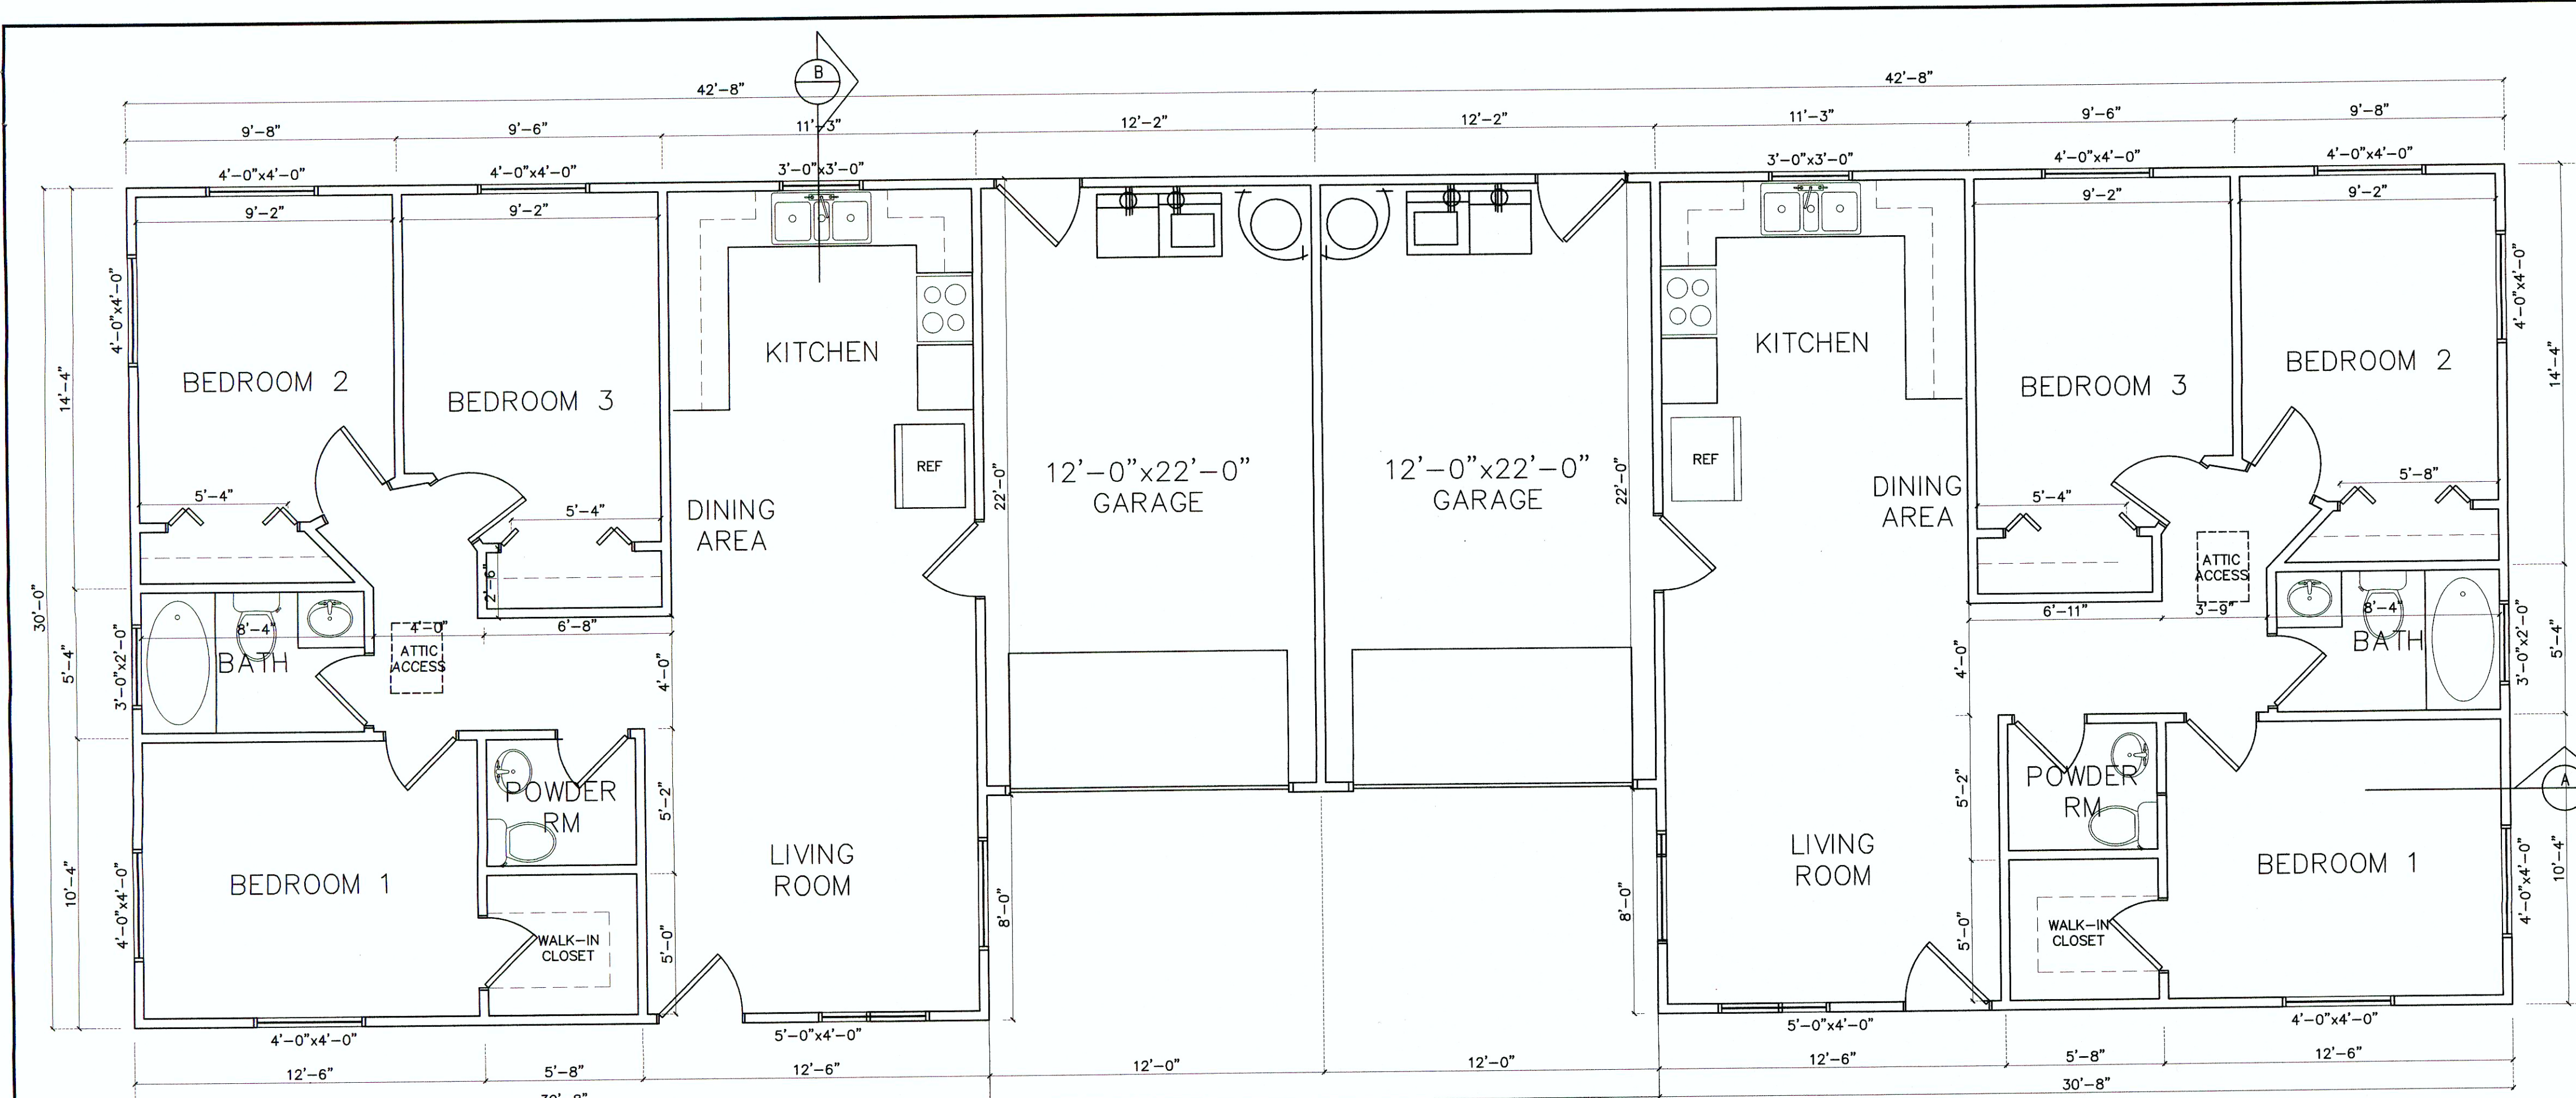 B
42'-8"
42'-8"
9'-8"
9'-6"
11'-3"
12'-2"
12'-2"
11'-3"
9'-6"
9'-8"
4'-0"x4'-0"
4'-0"x4'-0"
3'-0"x3'-0"
3'-0"x3'-0"
4'-0"x4'-0"
4'-0"x4'-0"
9'-2"
9'-2"
9'-2"
9'-2"
4'-0"x4'-0"
4'-0"x4'-0"
KITCHEN
KITCHEN
BEDROOM 2
BEDROOM 3
BEDROOM 3
BEDROOM 2
14'-4"
14'-4"
REF
22'-0"
12'-0"x22'-0"
GARAGE
12'-0"x22'-0"
GARAGE
22'-0"
REF
5'-4"
5'-4"
DINING
AREA
DINING
AREA
5'-4"
5'-8"
2'-6"
30'-0"
ATTIC
ACCESS
6'-11"
3'-9"
8'-4"
8'-4"
4'-0"
6'-8"
BATH
ATTIC
ACCESS
BATH
5'-4"
3'-0"x2'-0"
4'-0"
4'-0"
3'-0"x2'-0"
5'-4"
POWDER
RM
5'-2"
5'-2"
POWDER
RM
A
BEDROOM 1
LIVING
ROOM
LIVING
ROOM
BEDROOM 1
10'-4"
4'-0"x4'-0"
WALK-IN
CLOSET
5'-0"
8'-0"
8'-0"
5'-0"
WALK-IN
CLOSET
4'-0"x4'-0"
10'-4"
4'-0"x4'-0"
5'-0"x4'-0"
5'-0"x4'-0"
4'-0"x4'-0"
12'-6"
5'-8"
12'-6"
12'-0"
12'-0"
12'-6"
5'-8"
12'-6"
30'-8"
30'-8"